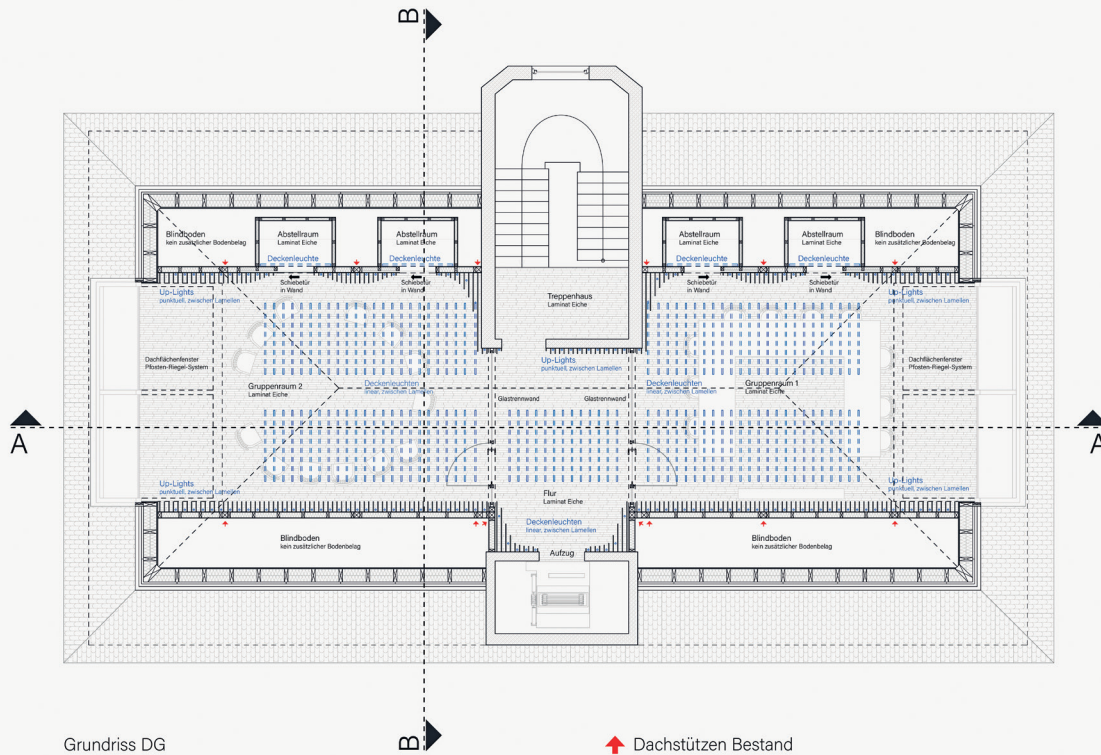 B
Blindboden
kein zusätzlicher Bodenbelag
Abstellraum
Laminat Eiche
Abstellraum
Laminat Eiche
Abstellraum
Laminat Eiche
Abstellraum
Laminat Eiche
Blindboden
kein zusätzlicher Bodenbelag
Deckenleuchte
Deckenleuchte
Deckenleuchte
Deckenleuchte
Schiebetür
in Wand
Schiebetür
in Wand
Schiebetür
in Wand
Schiebetür
in Wand
Up-Lights
punktuell, zwischen Lamellen
Treppenhaus
Laminat Eiche
Up-Lights
punktuell, zwischen Lamellen
Dachflächenfenster
Pfosten-Riegel-System
Up-Lights
punktuell, zwischen Lamellen
Dachflächenfenster
Pfosten-Riegel-System
Gruppenraum 2
Laminat Eiche
Deckenleuchten
linear, zwischen Lamellen
Deckenleuchten
linear, zwischen Lamellen
Gruppenraum 1
Laminat Eiche
Glastrennwand
Glastrennwand
A
A
Up-Lights
punktuell, zwischen Lamellen
Flur
Laminat Eiche
Up-Lights
punktuell, zwischen Lamellen
Deckenleuchten
linear, zwischen Lamellen
Blindboden
kein zusätzlicher Bodenbelag
Aufzug
Blindboden
kein zusätzlicher Bodenbelag
B
Grundriss DG
Dachstützen Bestand